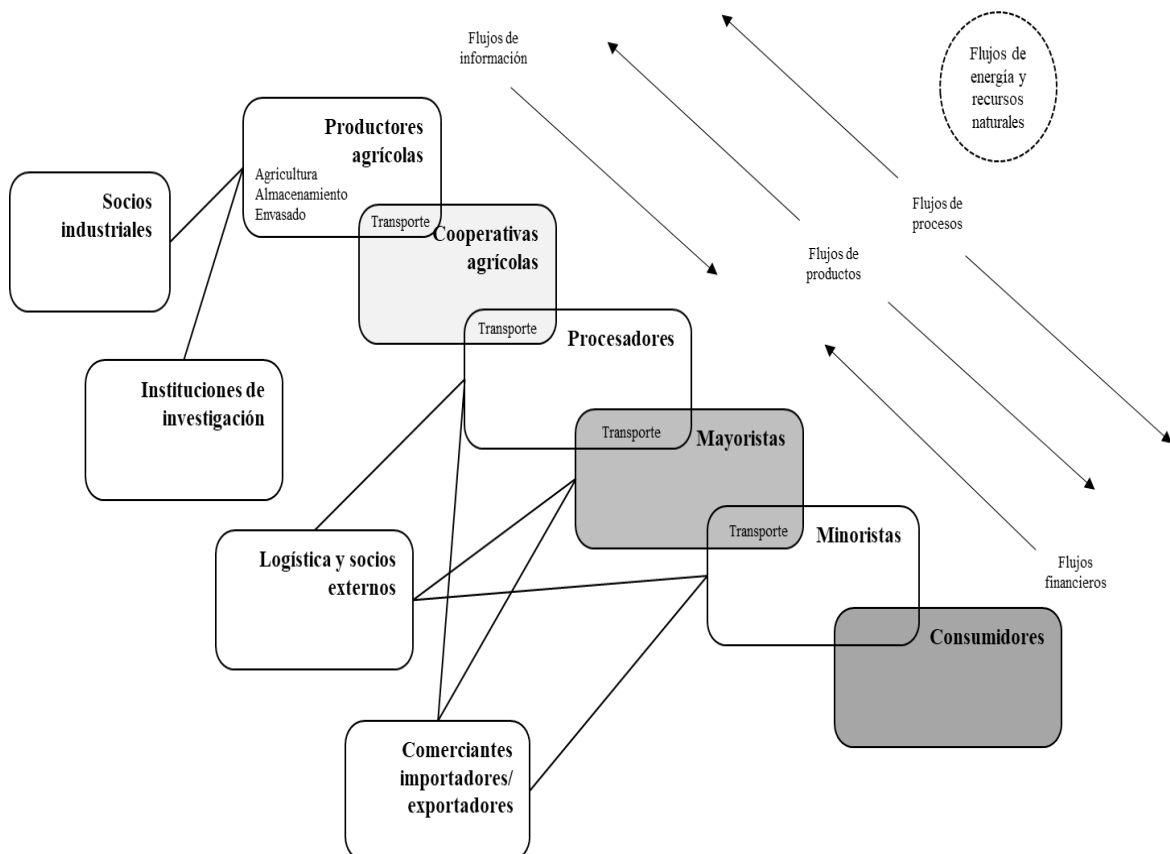 Flujos de
información
Flujos de
energía y
recursos
naturales
Productores
agrícolas
Agricultura
Almacenamiento
Envasado
Socios
industriales
Transporte
Cooperativas
agrícolas
Flujos de
procesos
Flujos de
productos
Transporte
Procesadores
Instituciones de
investigación
Transporte
Mayoristas
Transporte
Minoristas
Logística y socios
externos
Flujos
financieros
Consumidores
Comerciantes
importadores/
exportadores